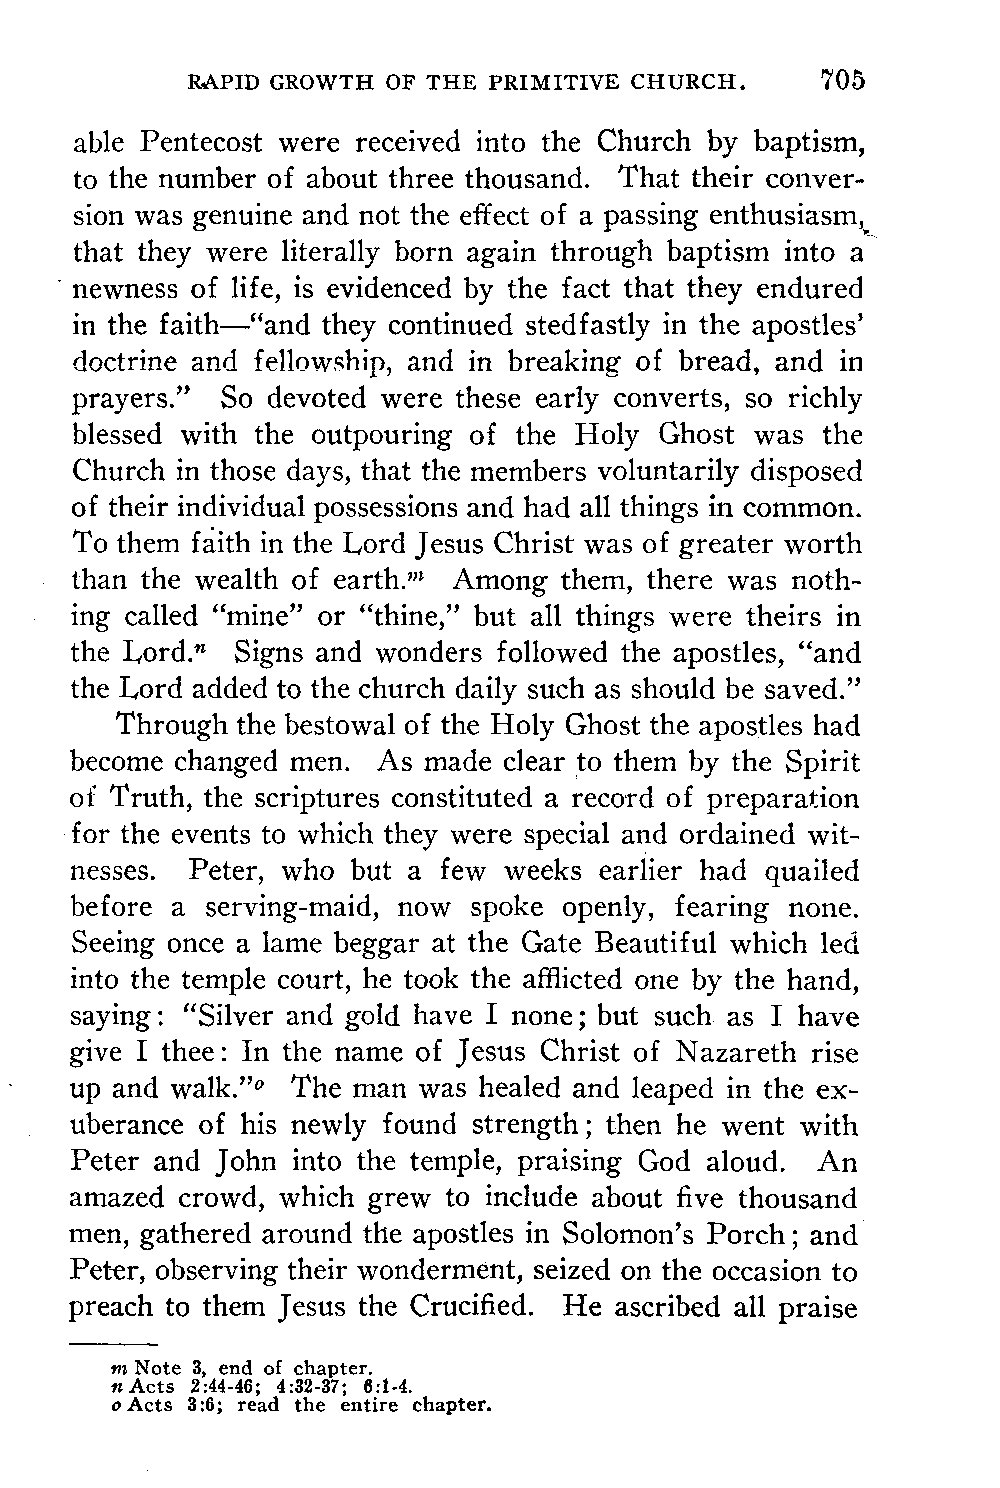 RAPID GROWTH OF THE PRIMITIVE CHURCH. 705
able Pentecost were received into the Church by baptism,
to the number of about three thousand. That their conver-
sion was genuine and not the effect of a passing enthusiasm,
that they were literally born again through baptism into a
newness of life, is evidenced by the fact that they endured
in the faith—“and they continued stedfastly in the apostles’
doctrine and fellowship, and in breaking of bread, and in
prayers.” So devoted were these early converts, so richly
blessed with the outpouring of the Holy Ghost was the
Church in those days, that the members voluntarily disposed
of their individual possessions and had all things in common.
To them faith in the Lord Jesus Christ was of greater worth
than the wealth of earth.m Among them, there was noth-
ing called “mine” or “thine,” but all things were theirs in
the Lord.n Signs and wonders followed the apostles, “and
the Lord added to the church daily such as should be saved.”
Through the bestowal of the Holy Ghost the apostles had
become changed men. As made clear to them by the Spirit
of Truth, the scriptures constituted a record of preparation
for the events to which they were special and ordained wit-
nesses. Peter, who but a few weeks earlier had quailed
before a serving-maid, now spoke openly, fearing none.
Seeing once a lame beggar at the Gate Beautiful which led
into the temple court, he took the afflicted one by the hand,
saying: “Silver and gold have I none; but such as I have
give I thee: In the name of Jesus Christ of Nazareth rise
up and walk.”o The man was healed and leaped in the ex-
uberance of his newly found strength; then he went with
Peter and John into the temple, praising God aloud. An
amazed crowd, which grew to include about five thousand
men, gathered around the apostles in Solomon’s Porch; and
Peter, observing their wonderment, seized on the occasion to
preach to them Jesus the Crucified. He ascribed all praise
m Note 3, end of chapter.
n Acts 2:44-46; 4:32-37; 6:1-4.
o Acts 3:6; read the entire chapter.